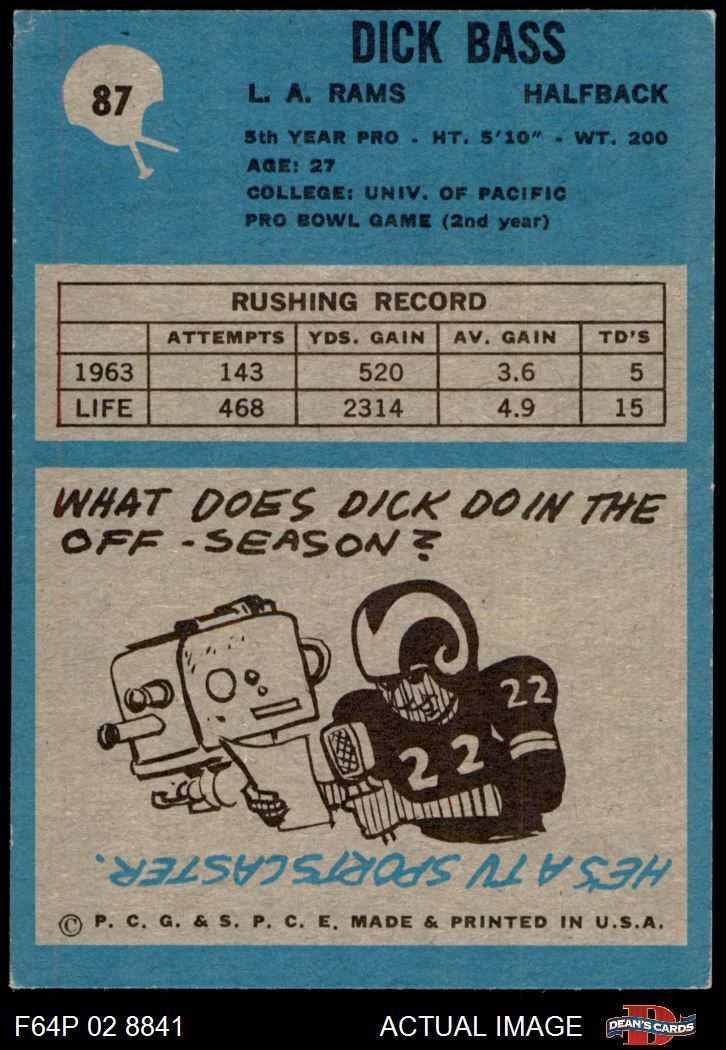 87
DICK BASS
L. A. RAMS HALFBACK
5th YEAR PRO - HT. 5'10" - WT. 200
AGE: 27
COLLEGE: UNIV. OF PACIFIC
PRO BOWL GAME (2nd year)
RUSHING RECORD
ATTEMPTS YDS. GAIN AV. GAIN TD'S
1963 143 520 3.6 5
LIFE 468 2314 4.9 15
WHAT DOES DICK DO IN THE
OFF-SEASON?
22
22
HE'S A TV SPORTSCASTER.
© P. C. G. & S. P. C. E. MADE & PRINTED IN U.S.A.
F64P 02 8841 ACTUAL IMAGE D DEAN'S CARDS